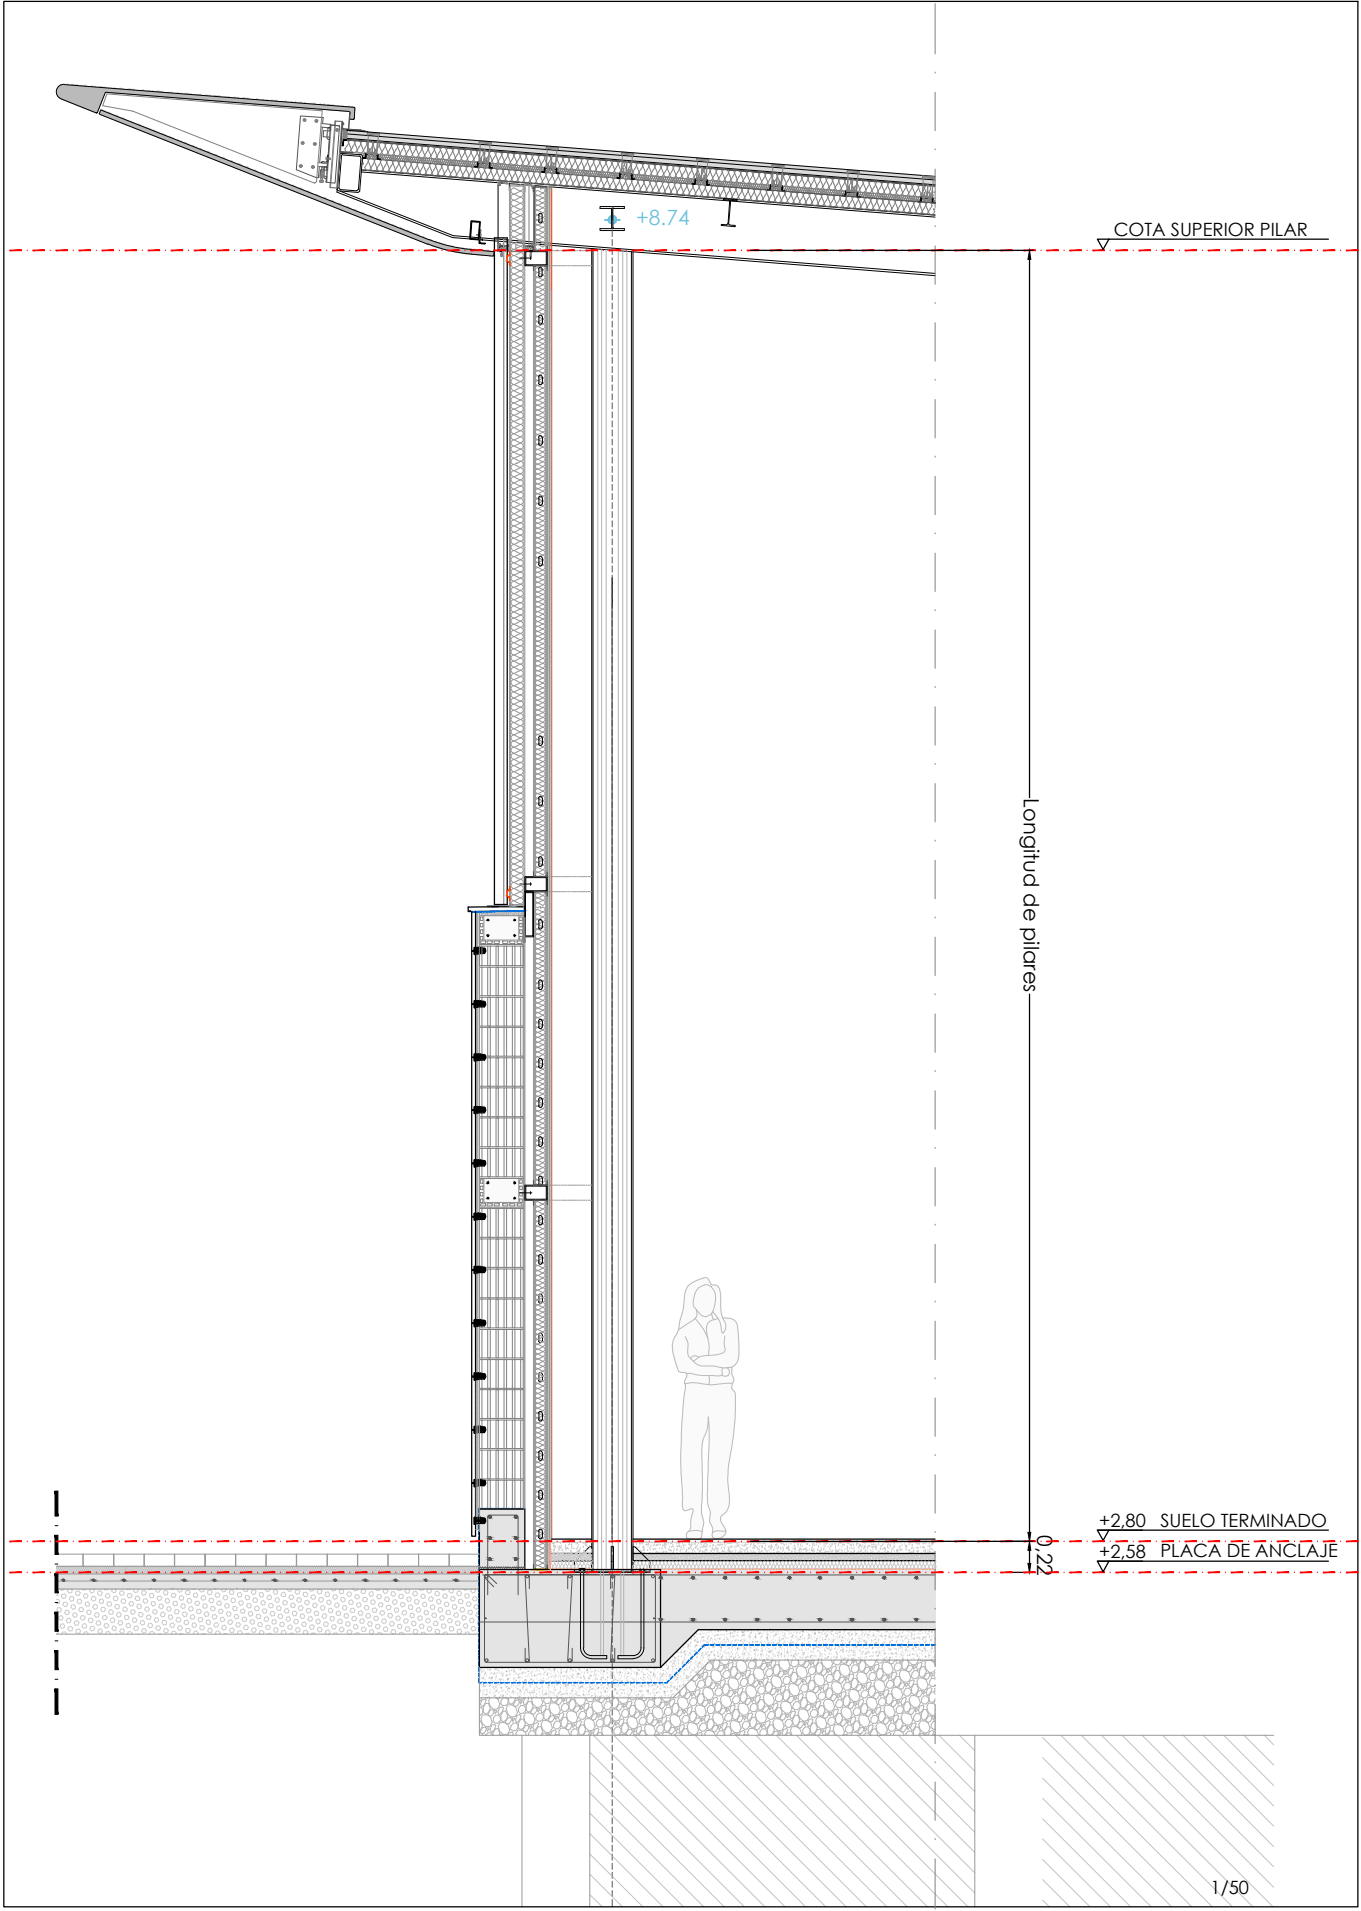 +8.74
COTA SUPERIOR PILAR
Longitud de pilares
+2,80 SUELO TERMINADO
0,22
+2,58 PLACA DE ANCLAJE
1/50